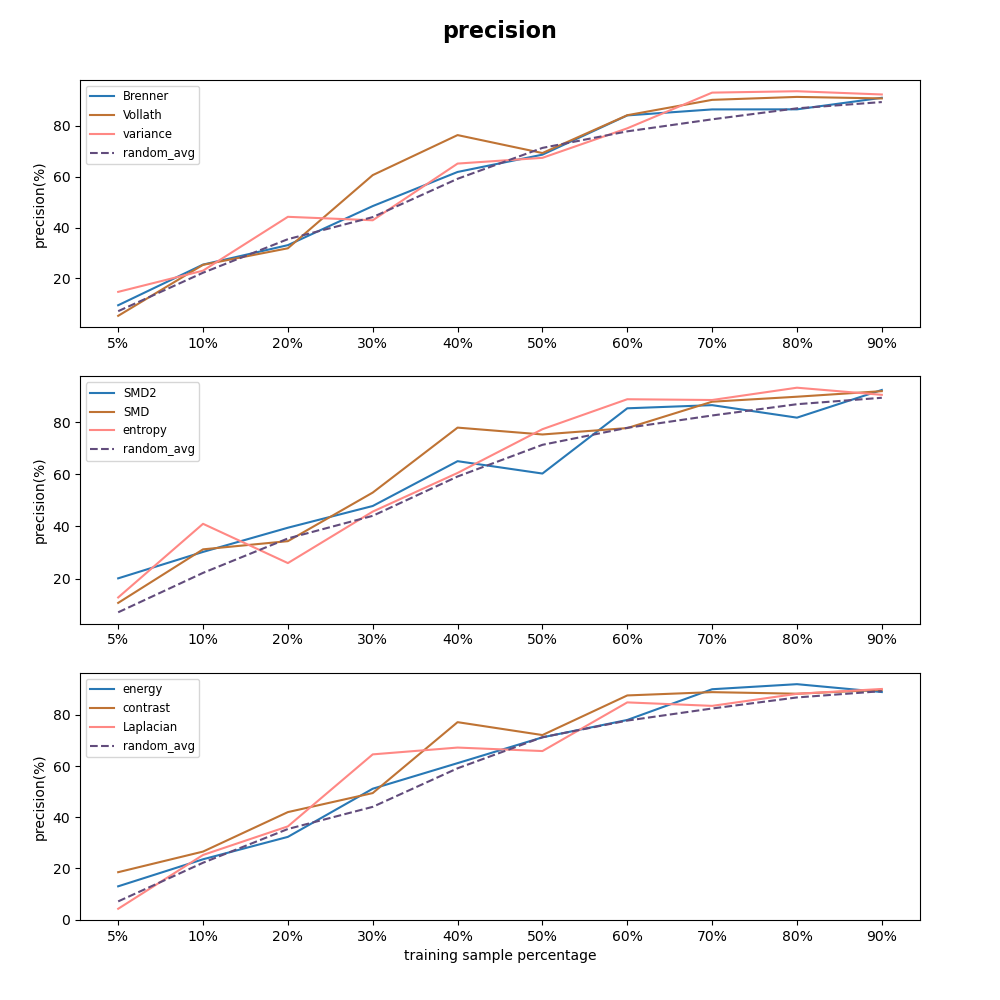 precision
Brenner
Vollath
variance
random_avg
precision(%)
80
60
40
20
5% 10% 20% 30% 40% 50% 60% 70% 80% 90%
SMD2
SMD
entropy
random_avg
precision(%)
80
60
40
20
5% 10% 20% 30% 40% 50% 60% 70% 80% 90%
energy
contrast
Laplacian
random_avg
precision(%)
80
60
40
20
0
5% 10% 20% 30% 40% 50% 60% 70% 80% 90%
training sample percentage